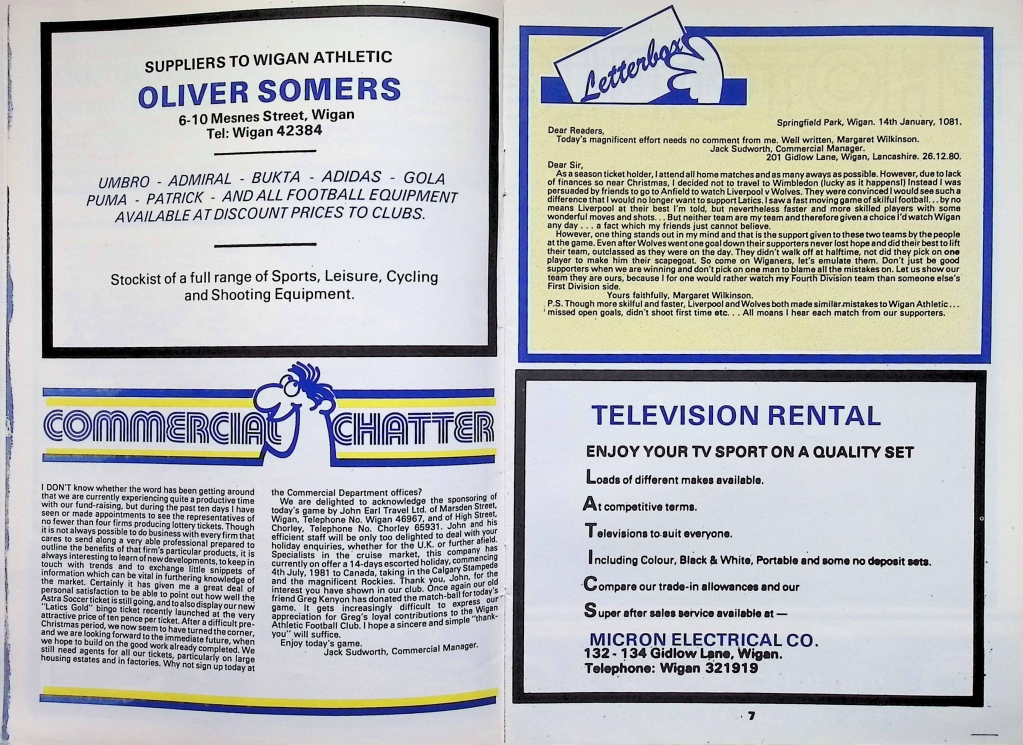 SUPPLIERS TO WIGAN ATHLETIC
OLIVER SOMERS
6-10 Mesnes Street, Wigan
Tel: Wigan 42384
UMBRO - ADMIRAL - BUKTA - ADIDAS - GOLA
PUMA - PATRICK - AND ALL FOOTBALL EQUIPMENT
AVAILABLE AT DISCOUNT PRICES TO CLUBS.
Stockist of a full range of Sports, Leisure, Cycling
and Shooting Equipment.
COMMERCIAL CHATTER
I DON'T know whether the word has been getting around
that we are currently experiencing quite a productive time
with our fund-raising, but during the past ten days I have
seen or made appointments to see the representatives of
no fewer than four firms producing lottery tickets. Though
it is not always possible to do business with every firm that
cares to send along a very able professional prepared to
outline the benefits of that firm's particular products, it is
always interesting to learn of new developments, to keep in
touch with trends and to exchange little snippets of
information which can be vital in furthering knowledge of
the market. Certainly it has given me a great deal of
personal satisfaction to be able to point out how well the
Astra Soccer ticket is still going, and to also display our new
"Latics Gold" bingo ticket recently launched at the very
attractive price of ten pence per ticket. After a difficult pre-
Christmas period, we now seem to have turned the corner,
and we are looking forward to the immediate future, when
we hope to build on the good work already completed. We
still need agents for all our tickets, particularly on large
housing estates and in factories. Why not sign up today at
the Commercial Department offices?
We are delighted to acknowledge the sponsoring of
today's game by John Earl Travel Ltd. of Marsden Street,
Wigan, Telephone No. Wigan 46967, and of High Street,
Chorley, Telephone No. Chorley 65931. John and his
efficient staff will be only too delighted to deal with your
holiday enquiries, whether for the U.K. or further afield.
Specialists in the cruise market, this company has
currently on offer a 14-days escorted holiday, commencing
4th July, 1981 to Canada, taking in the Calgary Stampede
and the magnificent Rockies. Thank you, John, for the
interest you have shown in our club. Once again our old
friend Greg Kenyon has donated the match-ball for today's
game. It gets increasingly difficult to express our
appreciation for Greg's loyal contributions to the Wigan
Athletic Football Club. I hope a sincere and simple "thank-
you" will suffice.
Enjoy today's game.
Jack Sudworth, Commercial Manager.
Letterbox
Springfield Park, Wigan. 14th January, 1081.
Dear Readers,
Today's magnificent effort needs no comment from me. Well written, Margaret Wilkinson.
Jack Sudworth, Commercial Manager.
201 Gidlow Lane, Wigan, Lancashire. 26.12.80.
Dear Sir,
As a season ticket holder, I attend all home matches and as many aways as possible. However, due to lack
of finances so near Christmas, I decided not to travel to Wimbledon (lucky as it happens!) Instead I was
persuaded by friends to go to Anfield to watch Liverpool v Wolves. They were convinced I would see such a
difference that I would no longer want to support Latics. I saw a fast moving game of skilful football... by no
means Liverpool at their best I'm told, but nevertheless faster and more skilled players with some
wonderful moves and shots... But neither team are my team and therefore given a choice I'd watch Wigan
any day . . . a fact which my friends just cannot believe.
However, one thing stands out in my mind and that is the support given to these two teams by the people
at the game. Even after Wolves went one goal down their supporters never lost hope and did their best to lift
their team, outclassed as they were on the day. They didn't walk off at halftime, not did they pick on one
player to make him their scapegoat. So come on Wiganers, let's emulate them. Don't just be good
supporters when we are winning and don't pick on one man to blame all the mistakes on. Let us show our
team they are ours, because I for one would rather watch my Fourth Division team than someone else's
First Division side.
Yours faithfully, Margaret Wilkinson.
P.S. Though more skilful and faster, Liverpool and Wolves both made similar mistakes to Wigan Athletic...
missed open goals, didn't shoot first time etc. . . All moans I hear each match from our supporters.
TELEVISION RENTAL
ENJOY YOUR TV SPORT ON A QUALITY SET
Loads of different makes available.
At competitive terms.
Televisions to suit everyone.
Including Colour, Black & White, Portable and some no deposit sets.
Compare our trade-in allowances and our
Super after sales service available at —
MICRON ELECTRICAL CO.
132 - 134 Gidlow Lane, Wigan.
Telephone: Wigan 321919
7